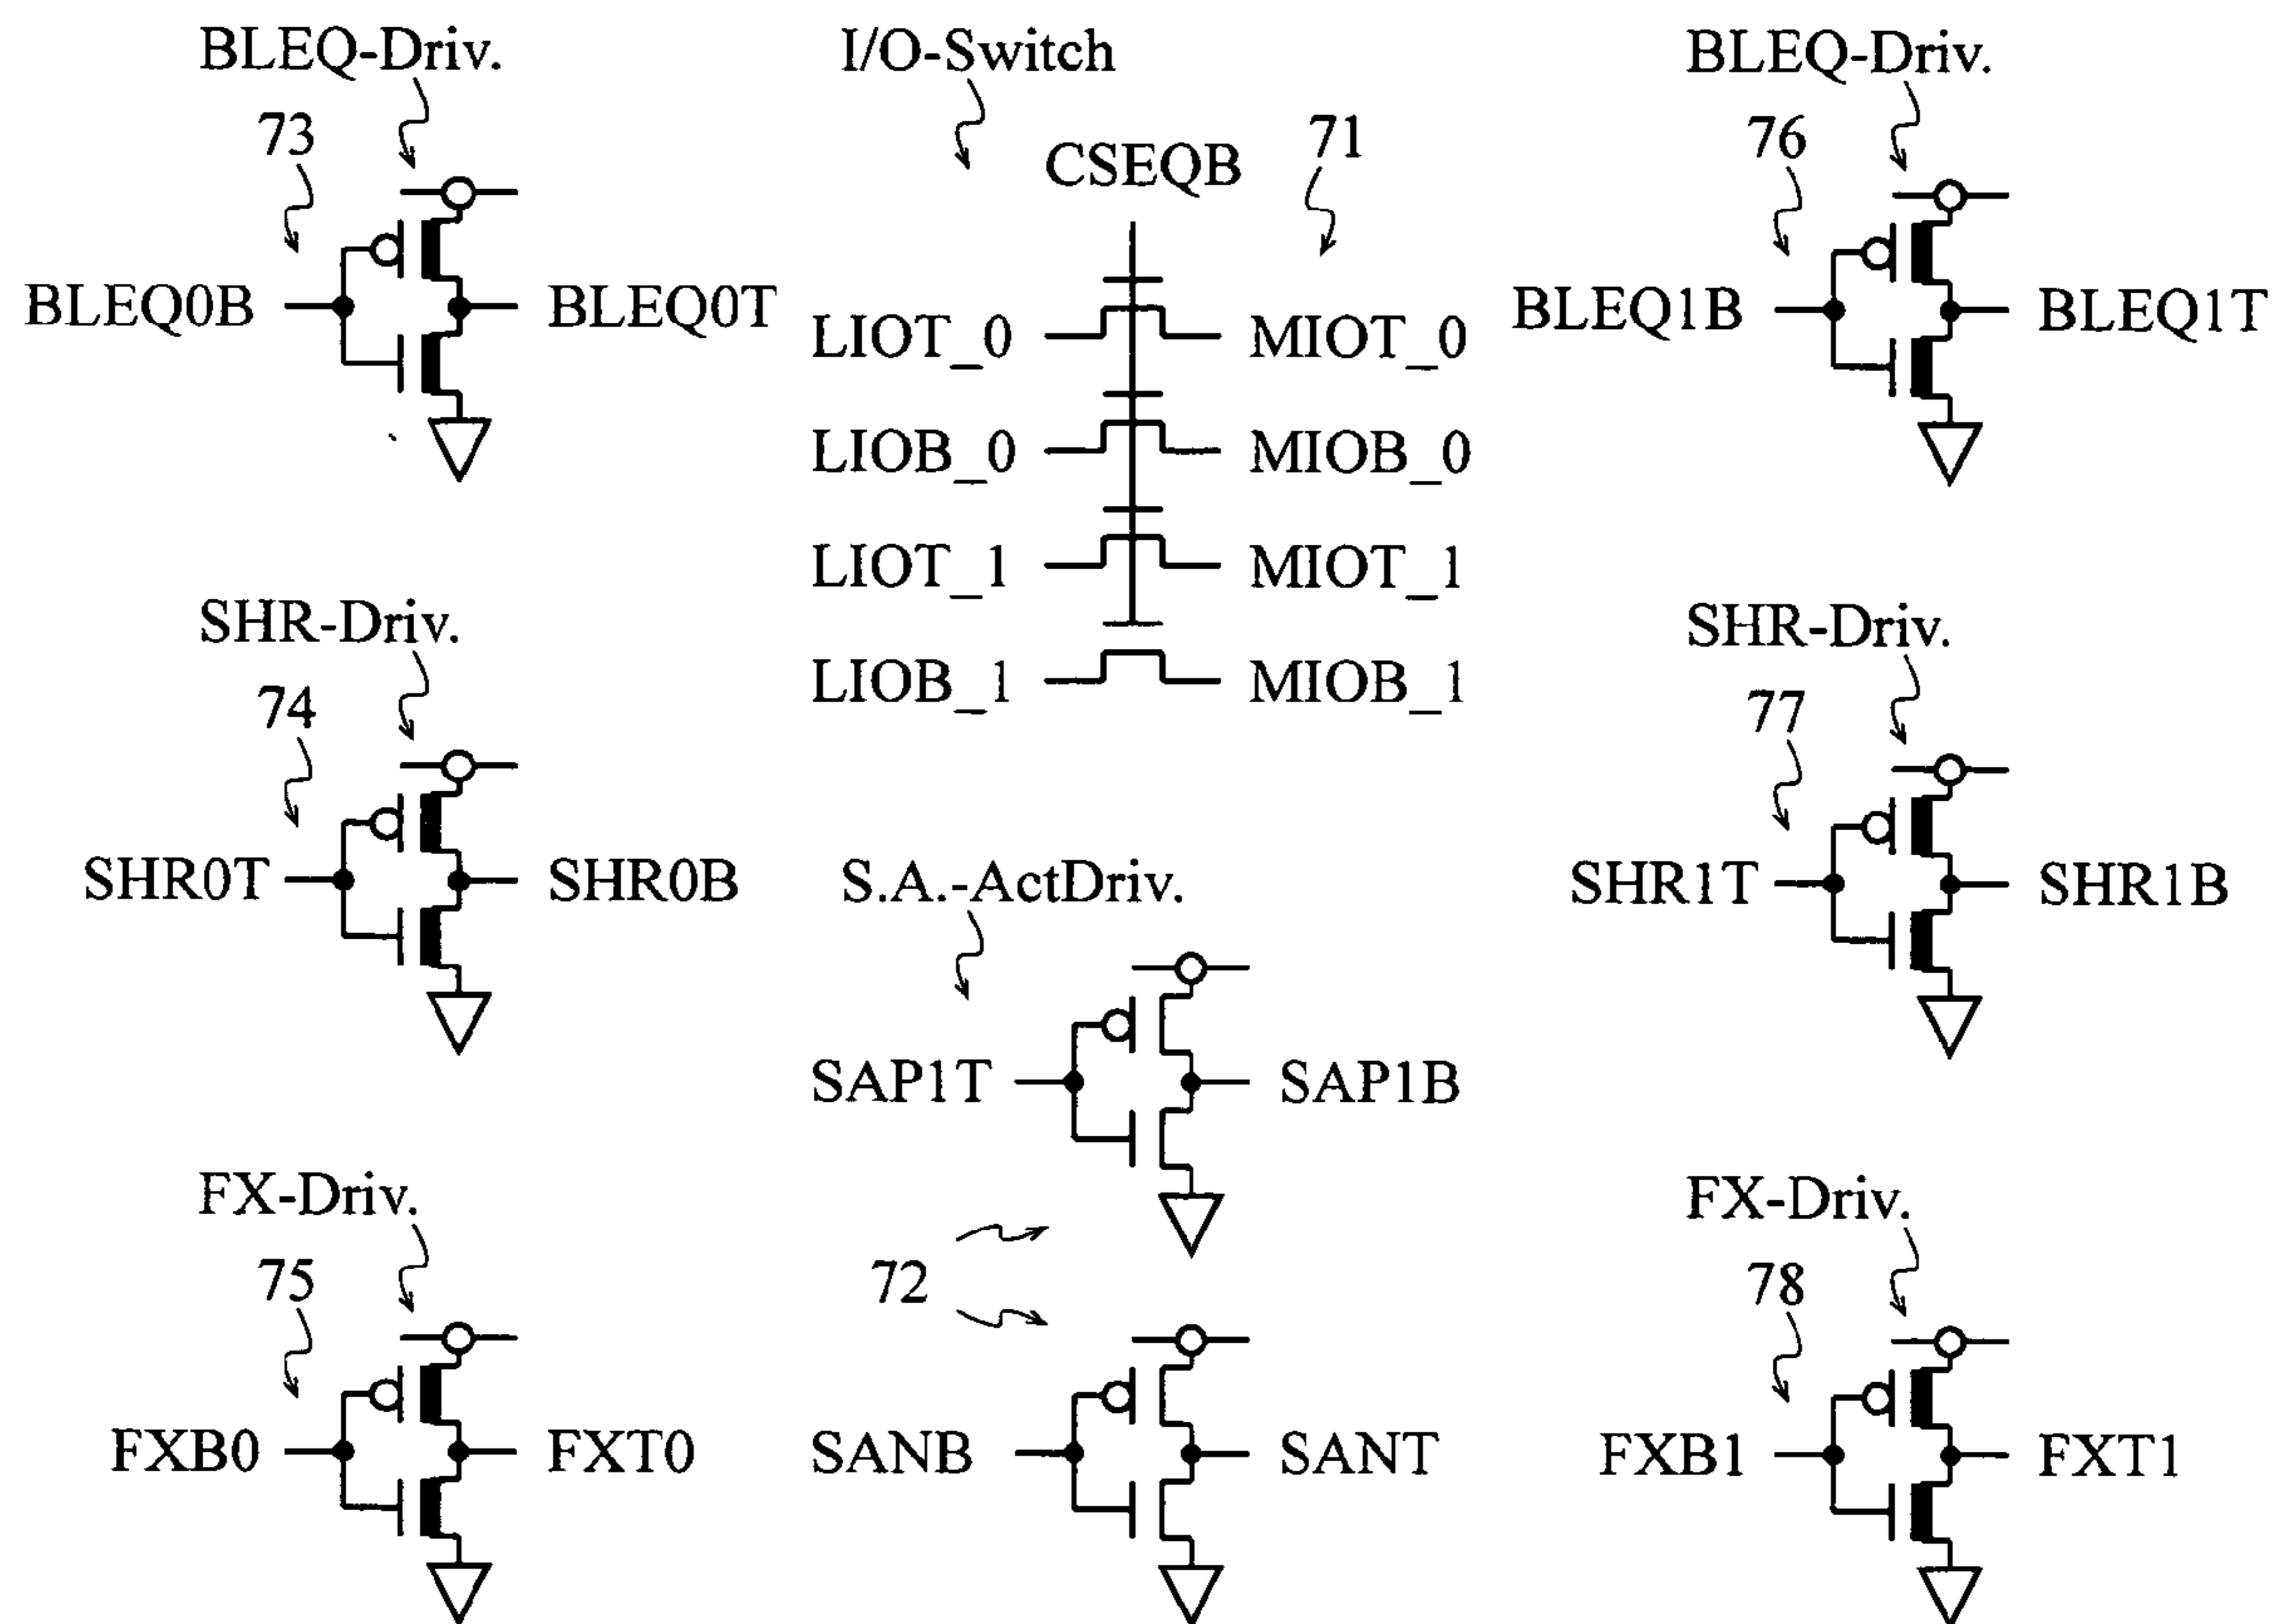 BLEQ-Driv.
73
BLEQ0B
BLEQ0T
SHR-Driv.
74
SHR0T
SHR0B
FX-Driv.
75
FXB0
FXT0
I/O-Switch
CSEQB
71
LIOT_0
MIOT_0
LIOB_0
MIOB_0
LIOT_1
MIOT_1
LIOB_1
MIOB_1
S.A.-ActDriv.
SAP1T
SAP1B
72
SANB
SANT
BLEQ-Driv.
76
BLEQ1B
BLEQ1T
SHR-Driv.
77
SHR1T
SHR1B
FX-Driv.
78
FXB1
FXT1